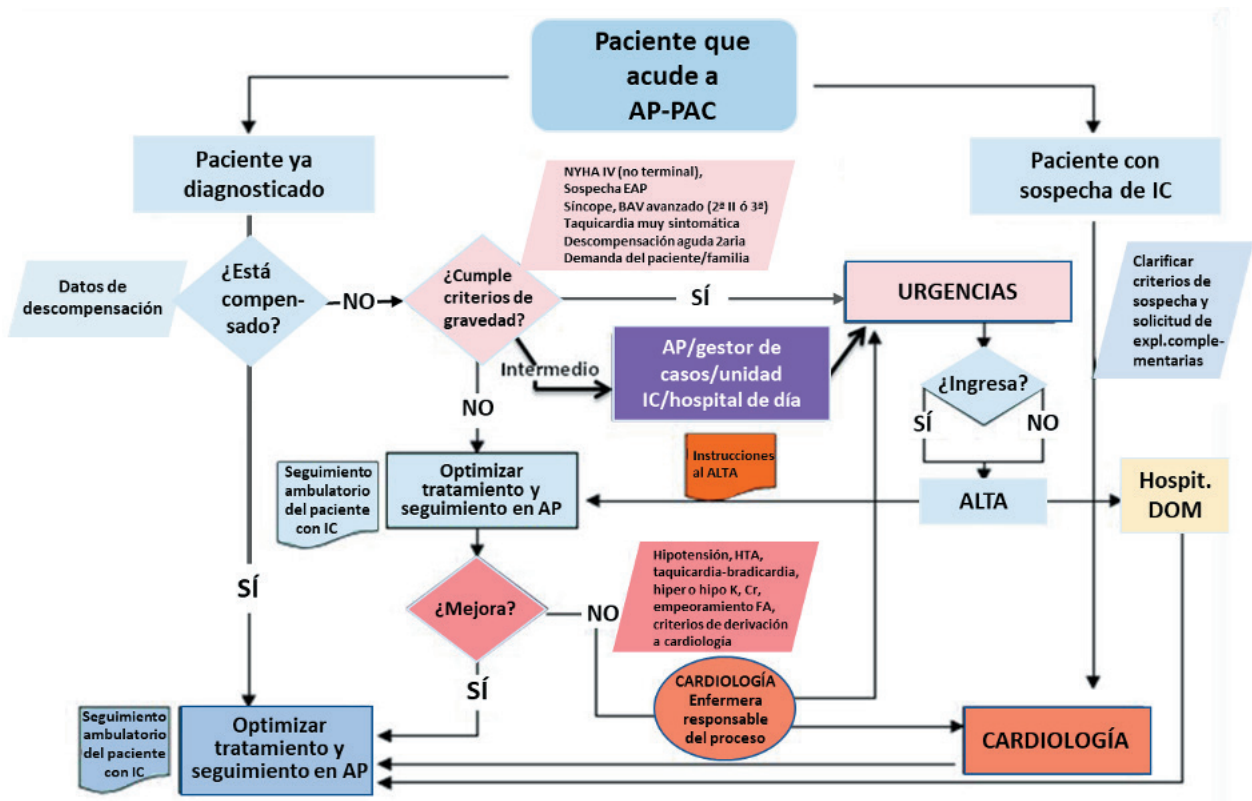 Paciente que
acude a
AP-PAC
Paciente ya
diagnosticado
NYHA IV (no terminal),
Sospecha EAP
Síncope, BAV avanzado (2ª II ó 3ª)
Taquicardia muy sintomática
Descompensación aguda 2aria
Demanda del paciente/familia
Paciente con
sospecha de IC
Datos de
descompensación
¿Está
compen-
sado?
NO
¿Cumple
criterios de
gravedad?
SÍ
URGENCIAS
Clarificar
criterios de
sospecha y
solicitud de
expl.comple-
mentarias
Intermedio
AP/gestor de
casos/unidad
IC/hospital de día
¿Ingresa?
SÍ
NO
NO
Seguimiento
ambulatorio
del paciente
con IC
Optimizar
tratamiento y
seguimiento en AP
Instrucciones
al ALTA
ALTA
Hospit.
DOM
SÍ
¿Mejora?
NO
Hipotensión, HTA,
taquicardia-bradicardia,
hiper o hipo K, Cr,
empeoramiento FA,
criterios de derivación
a cardiología
SÍ
CARDIOLOGÍA
Enfermera
responsable
del proceso
CARDIOLOGÍA
Seguimiento
ambulatorio
del paciente
con IC
Optimizar
tratamiento y
seguimiento en AP